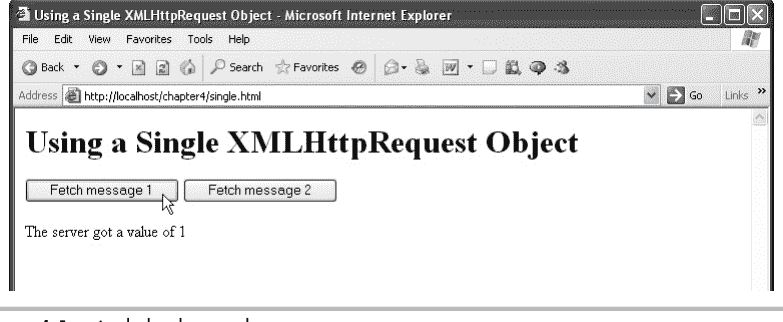 Using a Single XMLHttpRequest Object - Microsoft Internet Explorer
File Edit View Favorites Tools Help
Back Search Favorites
Address http://localhost/chapter4/single.html Go Links »
Using a Single XMLHttpRequest Object
Fetch message 1 Fetch message 2
The server got a value of 1